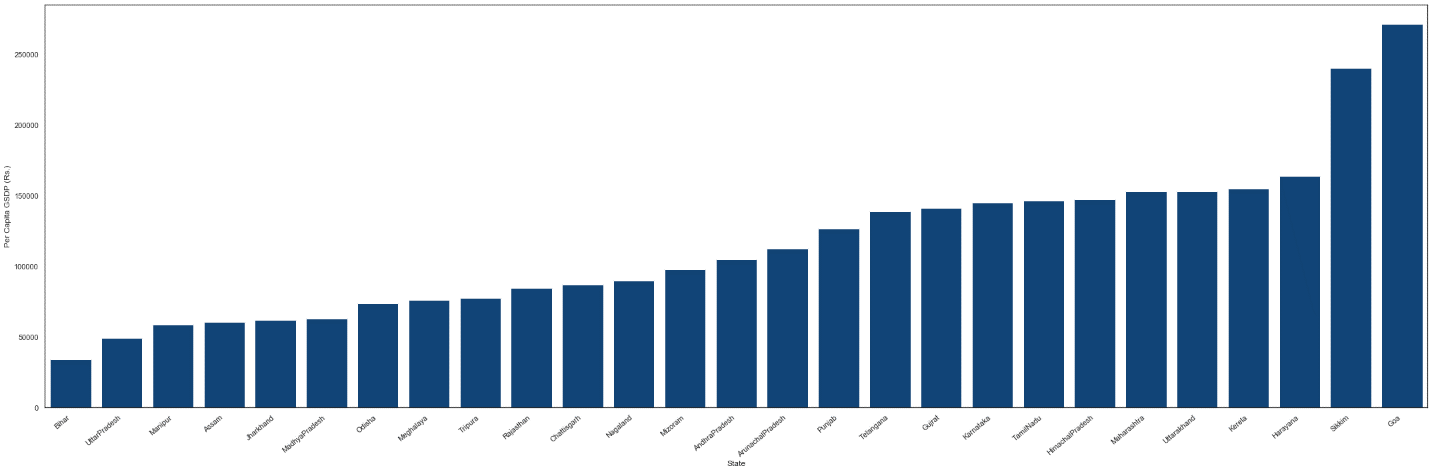 Per Capita GSDP (Rs.)
250000
200000
150000
100000
50000
0
Bihar
UttarPradesh
Manipur
Assam
Jharkhand
MadhyaPradesh
Odisha
Meghalaya
Tripura
Rajasthan
Chattisgarh
Nagaland
Mizoram
AndhraPradesh
ArunachalPradesh
Punjab
Telangana
Gujrat
Karnataka
TamilNadu
HimachalPradesh
Maharashtra
Uttarakhand
Kerela
Harayana
Sikkim
Goa
State